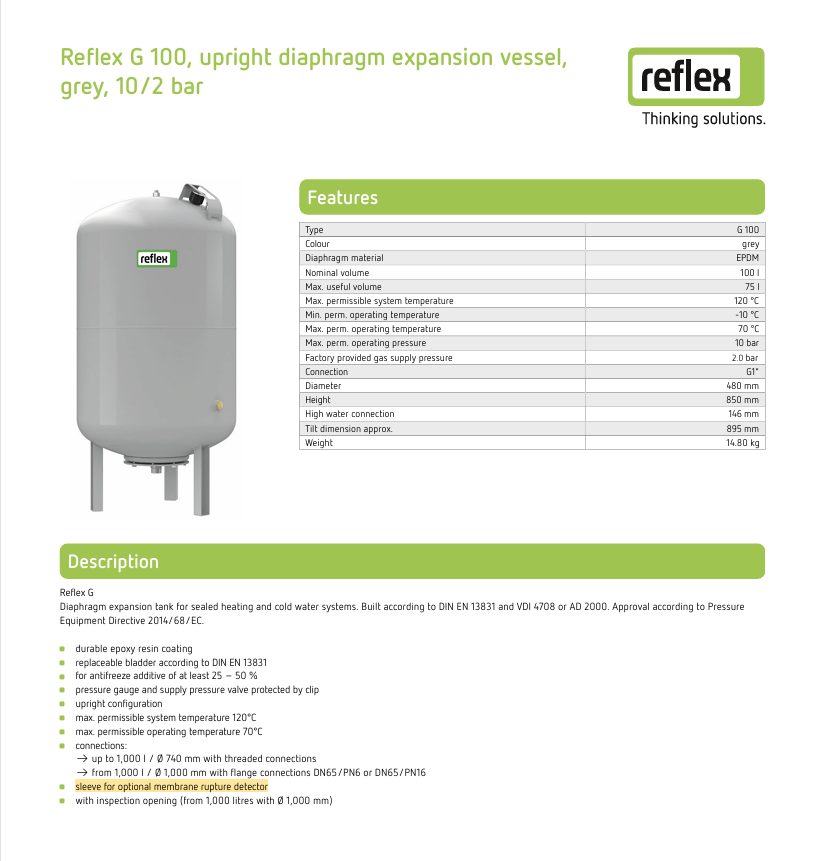 Reflex G 100, upright diaphragm expansion vessel,
grey, 10/2 bar
reflex
Thinking solutions.
reflex
Features
Type G 100
Colour grey
Diaphragm material EPDM
Nominal volume 100 l
Max. useful volume 75 l
Max. permissible system temperature 120 °C
Min. perm. operating temperature -10 °C
Max. perm. operating temperature 70 °C
Max. perm. operating pressure 10 bar
Factory provided gas supply pressure 2.0 bar
Connection G1"
Diameter 480 mm
Height 850 mm
High water connection 146 mm
Tilt dimension approx. 895 mm
Weight 14.80 kg
Description
Reflex G
Diaphragm expansion tank for sealed heating and cold water systems. Built according to DIN EN 13831 and VDI 4708 or AD 2000. Approval according to Pressure
Equipment Directive 2014/68/EC.
durable epoxy resin coating
replaceable bladder according to DIN EN 13831
for antifreeze additive of at least 25 – 50 %
pressure gauge and supply pressure valve protected by clip
upright configuration
max. permissible system temperature 120°C
max. permissible operating temperature 70°C
connections:
→ up to 1,000 l / Ø 740 mm with threaded connections
→ from 1,000 l / Ø 1,000 mm with flange connections DN65/PN6 or DN65/PN16
sleeve for optional membrane rupture detector
with inspection opening (from 1,000 litres with Ø 1,000 mm)